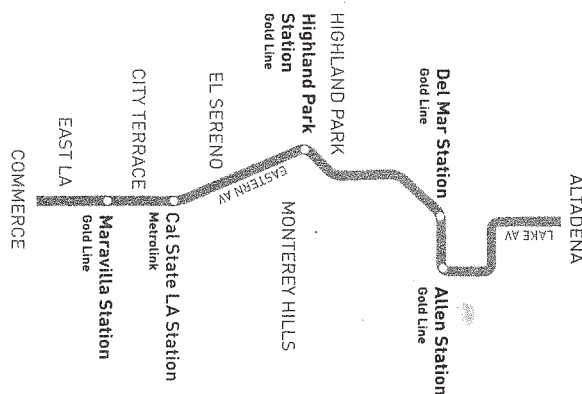 ALTADENA
LAKE AV
Allen Station
Gold Line
Del Mar Station
Gold Line
HIGHLAND PARK
Highland Park
Station
Gold Line
MONTEREY HILLS
EASTERN AV
EL SERENO
Cal State LA Station
Metrolink
CITY TERRACE
Maravilla Station
Gold Line
EAST LA
COMMERCE